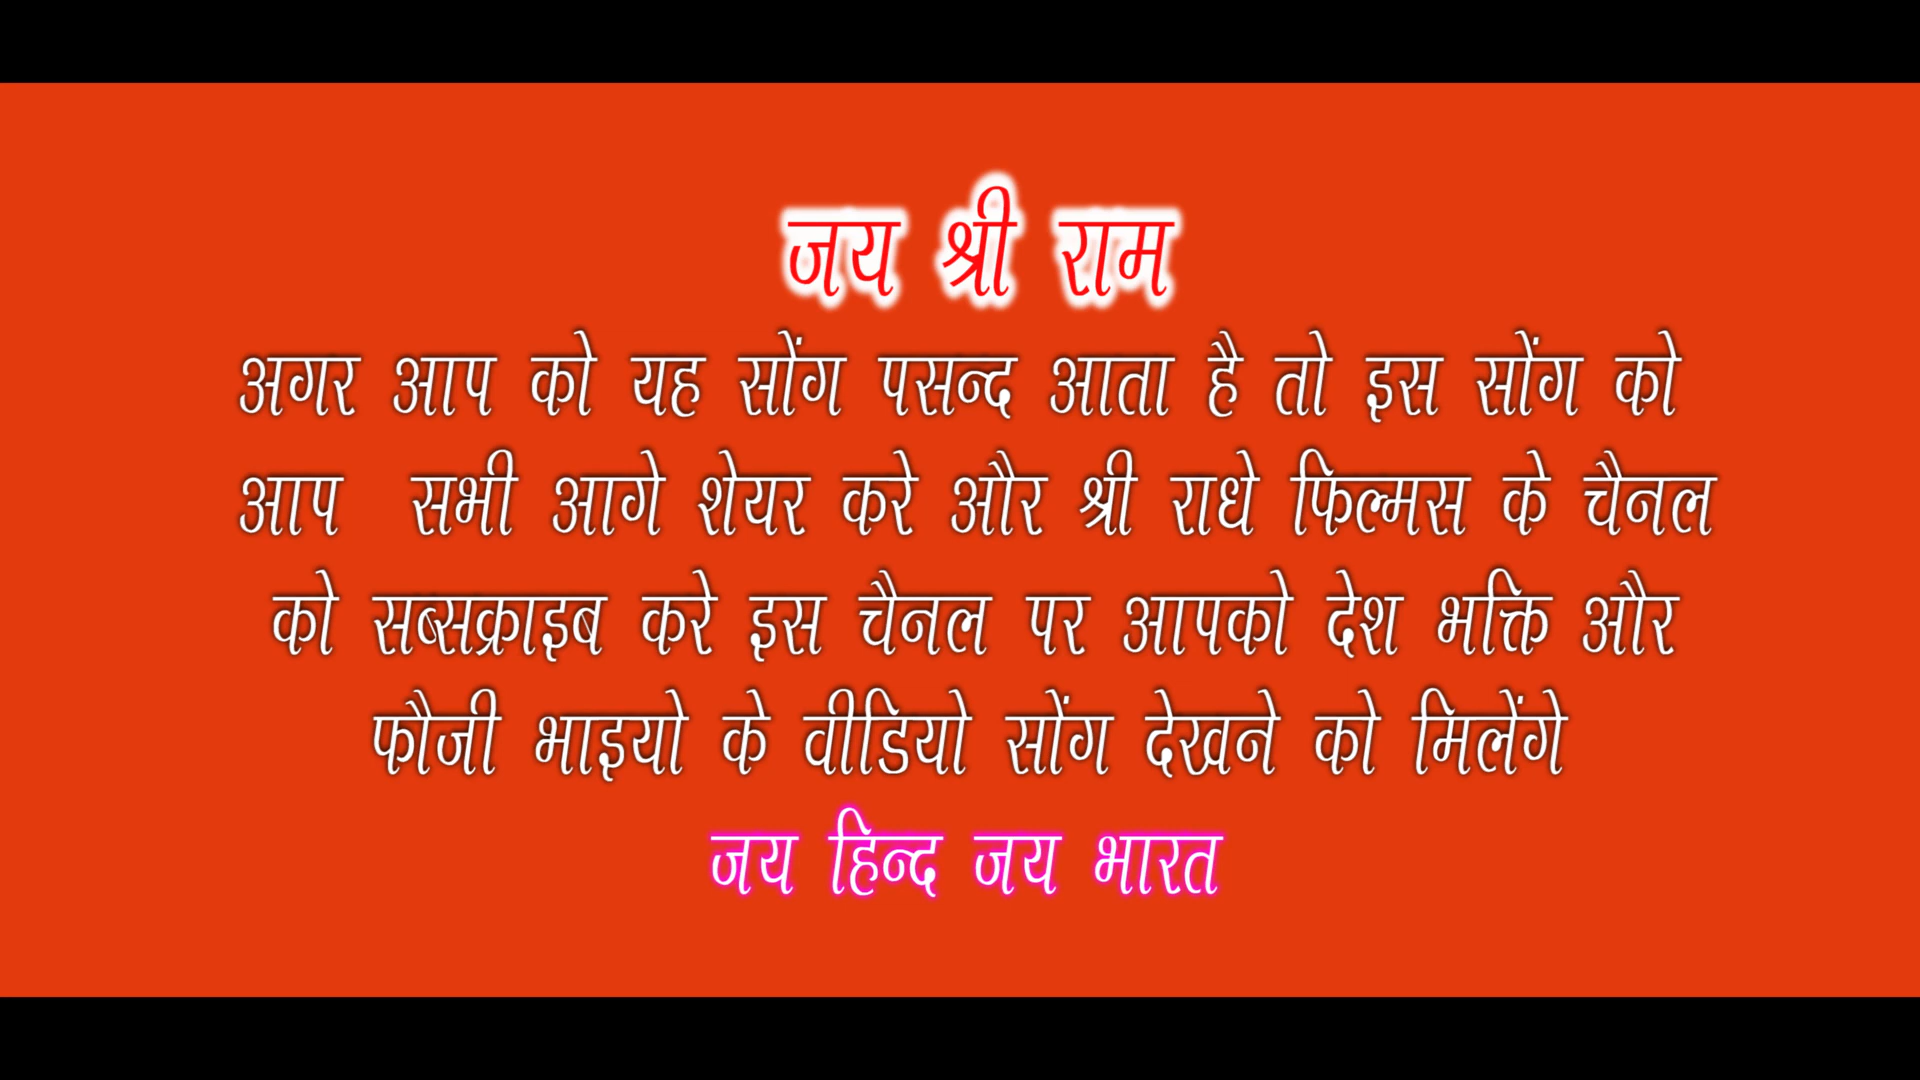 जय श्री राम
अगर आप को यह सोंग पसन्द आता है तो इस सोंग को
आप सभी आगे शेयर करे और श्री राधे फिल्मस के चैनल
को सब्सक्राइब करे इस चैनल पर आपको देश भक्ति और
फौजी भाइयो के वीडियो सोंग देखने को मिलेंगे
जय हिन्द जय भारत